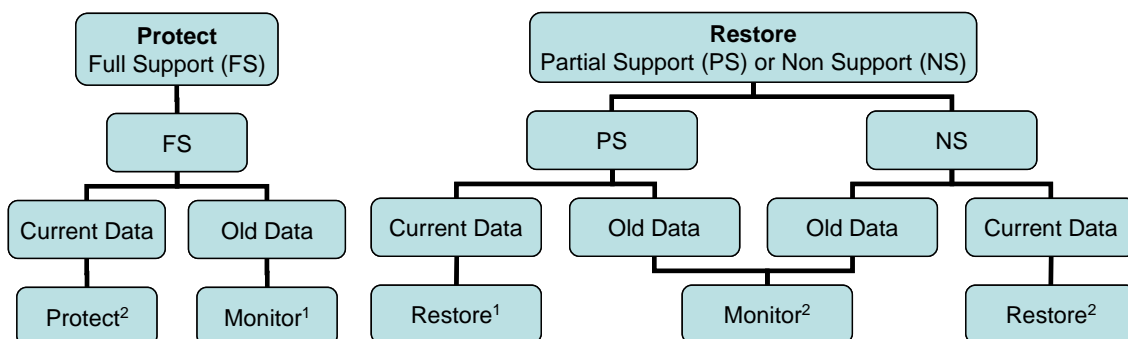 Protect
Full Support (FS)
Restore
Partial Support (PS) or Non Support (NS)
FS
PS
NS
Current Data
Old Data
Current Data
Old Data
Old Data
Current Data
Protect²
Monitor¹
Restore¹
Monitor²
Restore²